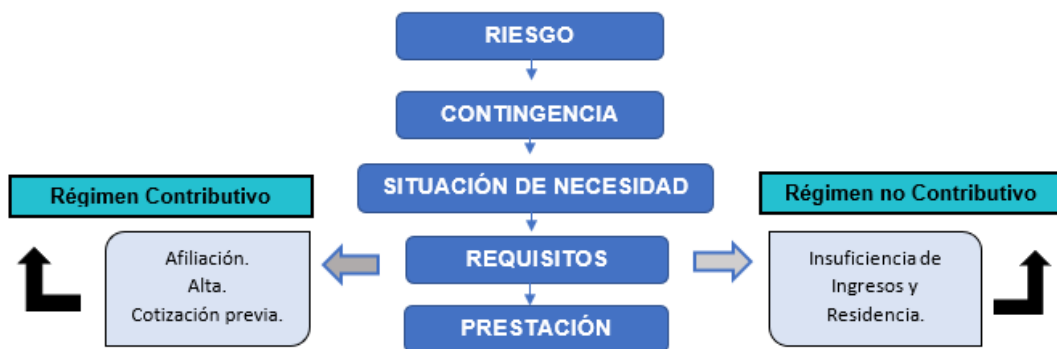 RIESGO
CONTINGENCIA
SITUACIÓN DE NECESIDAD
Régimen Contributivo
Régimen no Contributivo
Afiliación.
Alta.
Cotización previa.
REQUISITOS
Insuficiencia de
Ingresos y
Residencia.
PRESTACIÓN